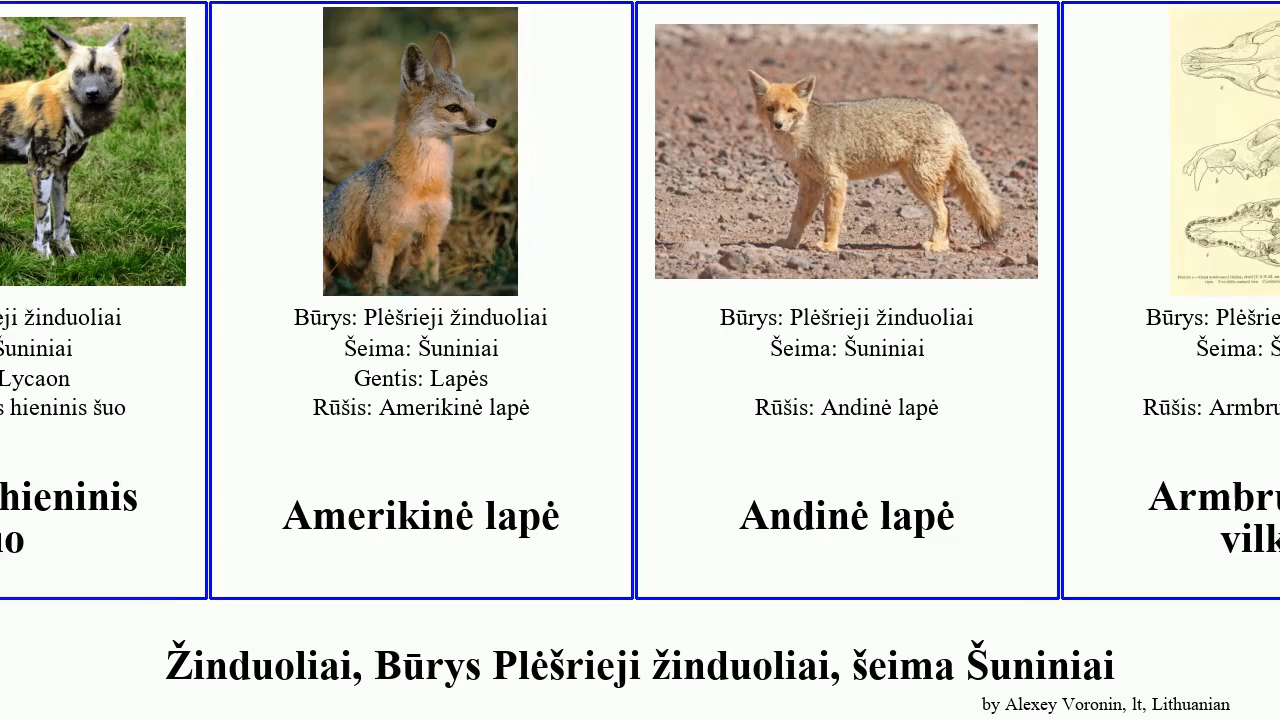 ji žinduoliai
Šuniniai
Lycaon
hieninis šuo
hieninis
Būrys: Plėšrieji žinduoliai
Šeima: Šuniniai
Gentis: Lapės
Rūšis: Amerikinė lapė
Amerikinė lapė
Būrys: Plėšrieji žinduoliai
Šeima: Šuniniai
Rūšis: Andinė lapė
Andinė lapė
Būrys: Plėšrie
Šeima: Š
Rūšis: Armbru
Armbru
vilk
Žinduoliai, Būrys Plėšrieji žinduoliai, šeima Šuniniai
by Alexey Voronin, lt, Lithuanian